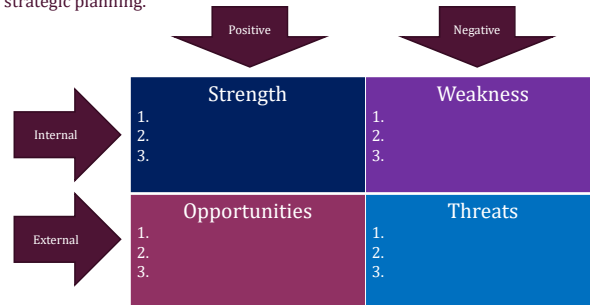 strategic planning.
Positive
Negative
Internal
Strength
1.
2.
3.
Weakness
1.
2.
3.
External
Opportunities
1.
2.
3.
Threats
1.
2.
3.